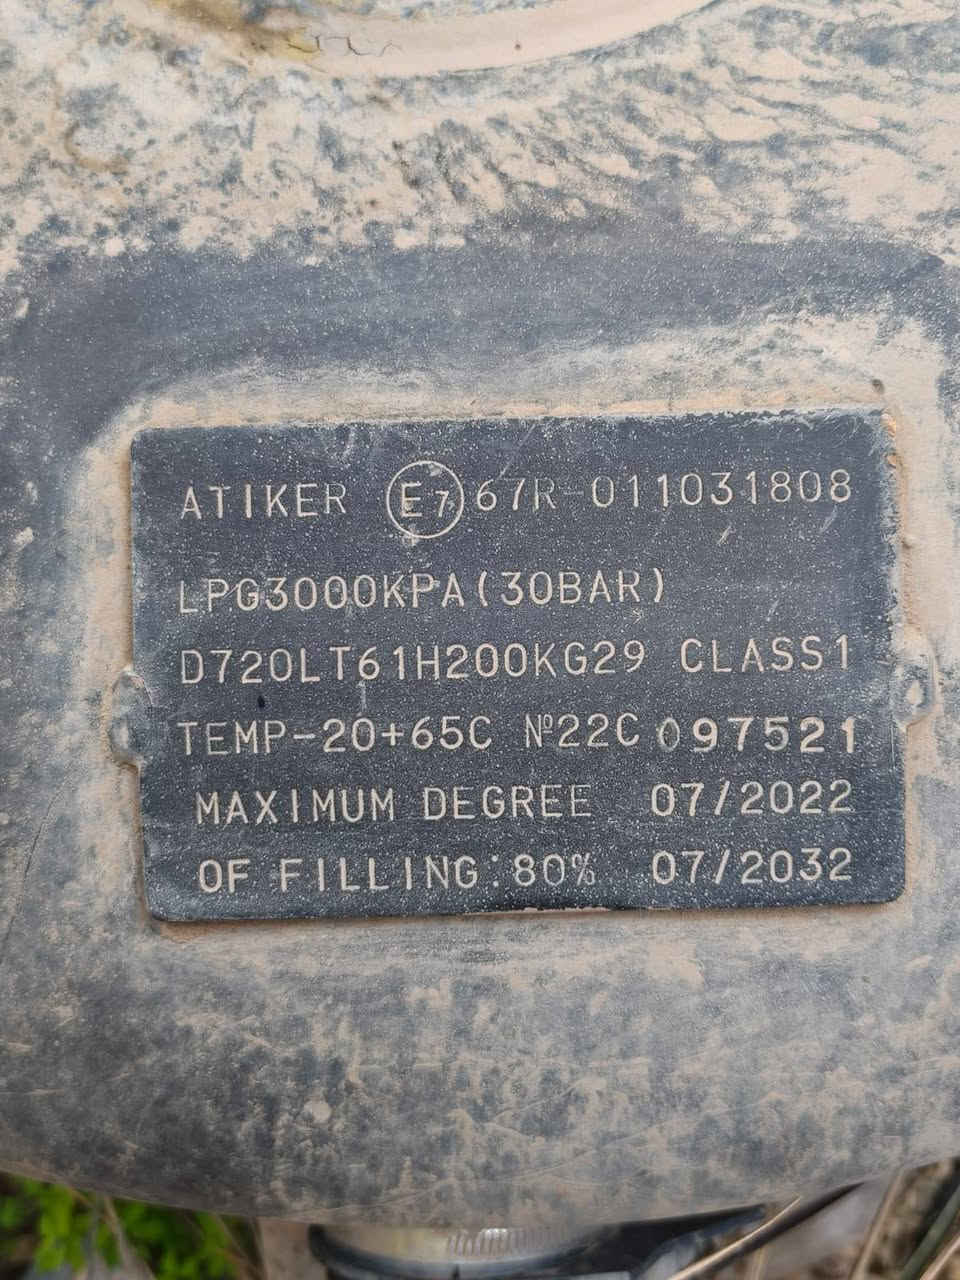 ATIKER E7 67R-011031808
LPG3000KPA(30BAR)
D720LT61H200KG29 CLASS1
TEMP-20+65C №22C 097521
MAXIMUM DEGREE 07/2022
OF FILLING:80% 07/2032